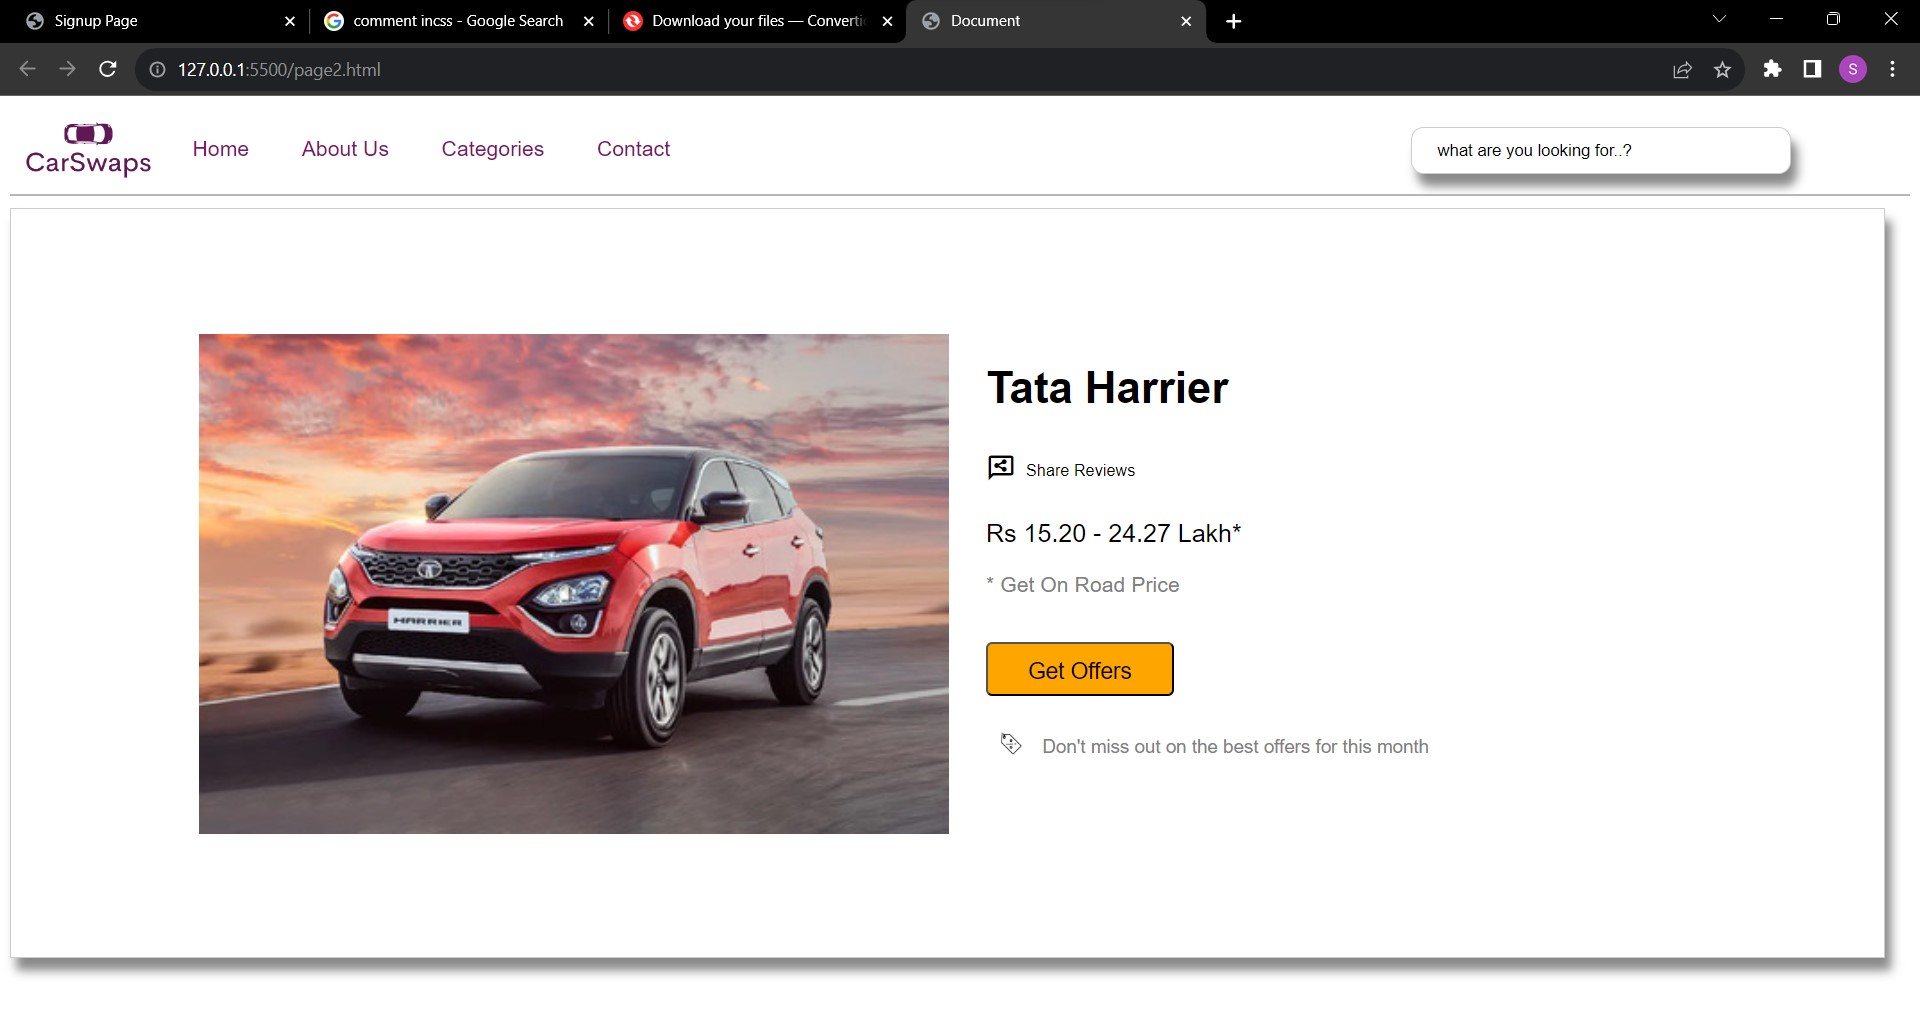 Signup Page
comment incss - Google Search
Download your files — Converti
Document
127.0.0.1:5500/page2.html
S
CarSwaps
Home
About Us
Categories
Contact
what are you looking for..?
HARRIER
Tata Harrier
Share Reviews
Rs 15.20 - 24.27 Lakh*
* Get On Road Price
Get Offers
Don't miss out on the best offers for this month